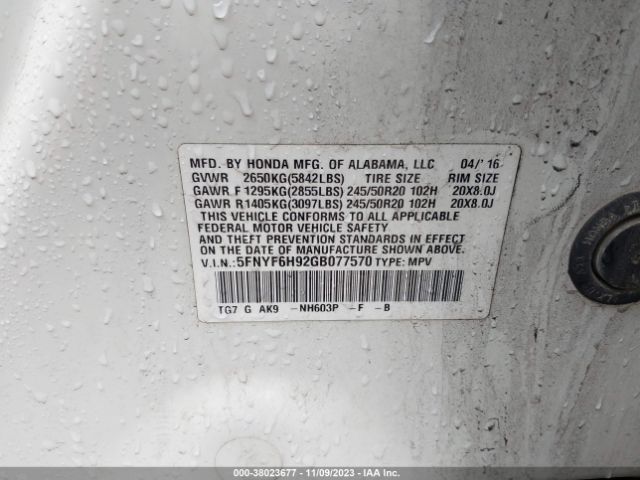 MFD. BY HONDA MFG. OF ALABAMA, LLC 04/'16
GVWR 2650KG(5842LBS) TIRE SIZE RIM SIZE
GAWR F 1295KG(2855LBS) 245/50R20 102H 20X8.0J
GAWR R1405KG(3097LBS) 245/50R20 102H 20X8.0J
THIS VEHICLE CONFORMS TO ALL APPLICABLE
FEDERAL MOTOR VEHICLE SAFETY
AND THEFT PREVENTION STANDARDS IN
EFFECT ON THE DATE OF MANUFACTURE SHOWN ABOVE.
V.I.N.: 5FNYF6H92GB077570 TYPE: MPV
TG7 G AK9 -NH603P -F -B
HONDA
000-38023677 - 11/09/2023 - IAA Inc.